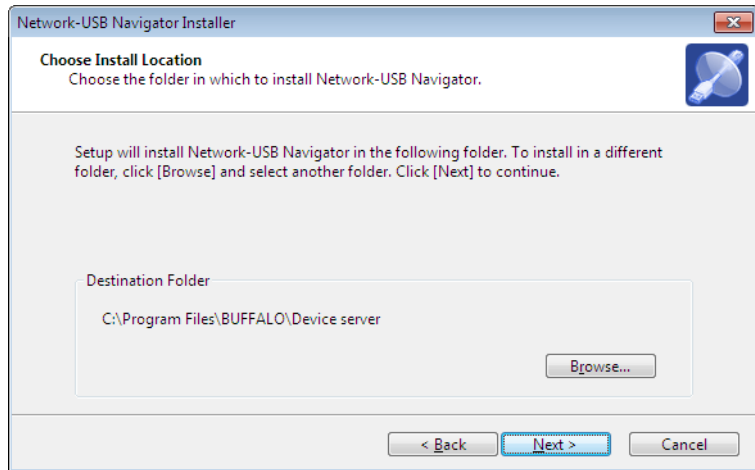 Network-USB Navigator Installer
Choose Install Location
Choose the folder in which to install Network-USB Navigator.
Setup will install Network-USB Navigator in the following folder. To install in a different
folder, click [Browse] and select another folder. Click [Next] to continue.
Destination Folder
C:\Program Files\BUFFALO\Device server
Browse...
< Back Next > Cancel